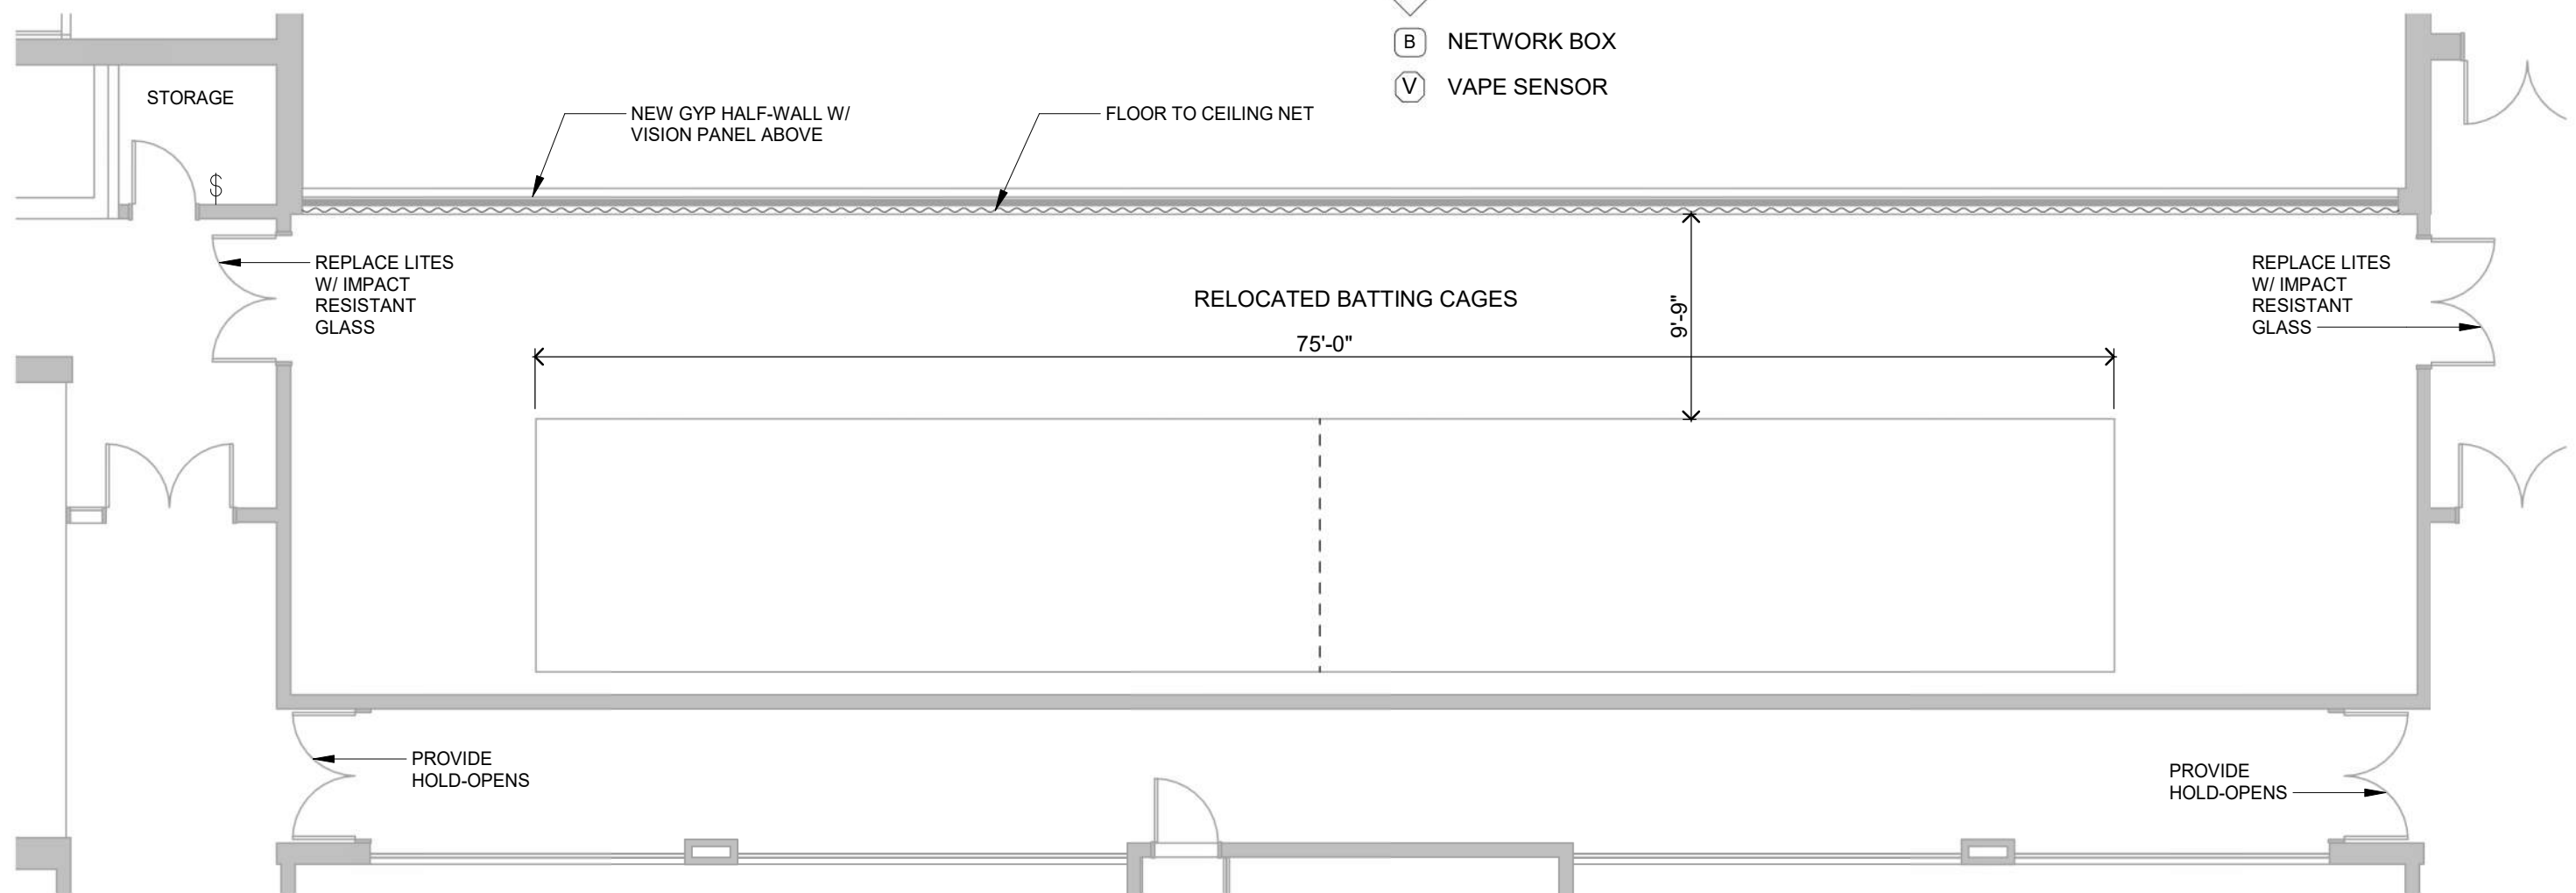 B NETWORK BOX
V VAPE SENSOR
STORAGE
$
NEW GYP HALF-WALL W/
VISION PANEL ABOVE
FLOOR TO CEILING NET
REPLACE LITES
W/ IMPACT
RESISTANT
GLASS
RELOCATED BATTING CAGES
75'-0"
9'-9"
REPLACE LITES
W/ IMPACT
RESISTANT
GLASS
PROVIDE
HOLD-OPENS
PROVIDE
HOLD-OPENS